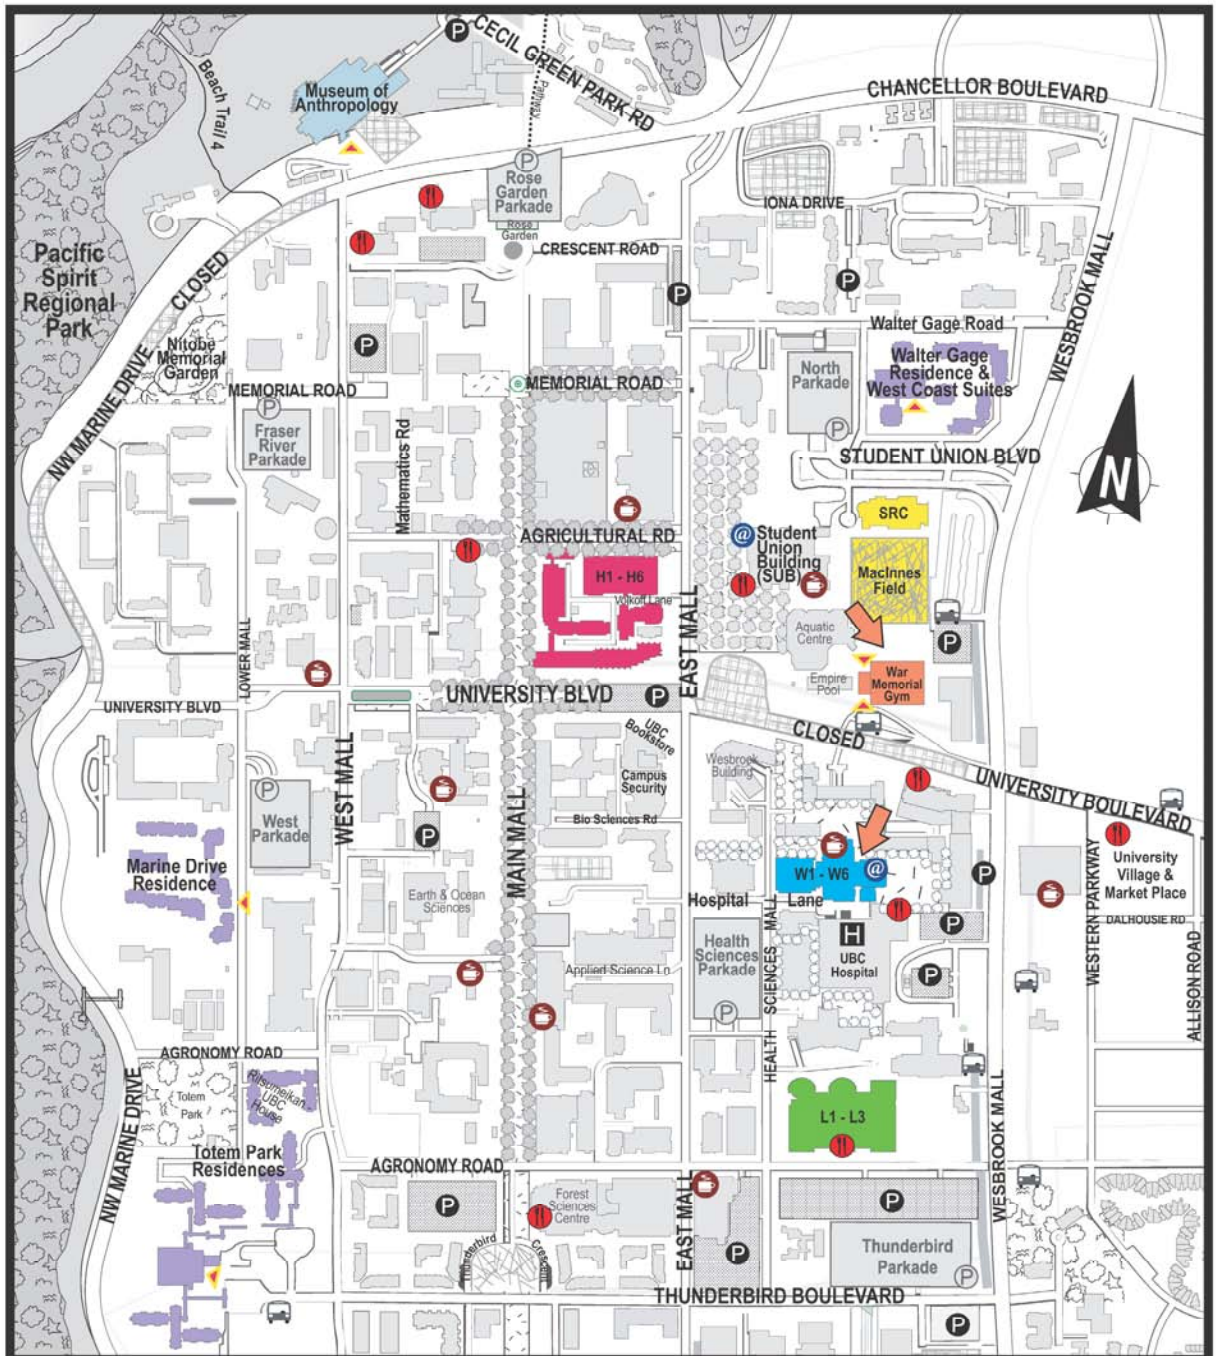 P
CECIL GREEN PARK RD
Pathway
CHANCELLOR BOULEVARD
Beach Trail 4
Museum of
Anthropology
P
Rose
Garden
Parkade
Rose
Garden
IONA DRIVE
CRESCENT ROAD
Pacific
Spirit
Regional
Park
CLOSED
P
P
WESBROOK MALL
Nitobe
Memorial
Garden
P
Walter Gage Road
Walter Gage
Residence &
West Coast Suites
North
Parkade
P
NW MARINE DRIVE
MEMORIAL ROAD
MEMORIAL ROAD
P
Fraser
River
Parkade
Mathematics Rd
STUDENT UNION BLVD
N
SRC
AGRICULTURAL RD
@
Student
Union
Building
(SUB)
MacInnes
Field
H1 - H6
Volkoff Lane
EAST MALL
Aquatic
Centre
P
LOWER MALL
Empire
Pool
War
Memorial
Gym
UNIVERSITY BLVD
UNIVERSITY BLVD
P
CLOSED
UBC
Bookstore
WEST MALL
Wesbrook
Building
Campus
Security
UNIVERSITY BOULEVARD
P
West
Parkade
P
MAIN MALL
Bio Sciences Rd
Marine Drive
Residence
W1 - W6
@
P
WESTERN PARKWAY
University
Village &
Market Place
Earth & Ocean
Sciences
Hospital
Lane
DALHOUSIE RD
P
H
UBC
Hospital
Health
Sciences
Parkade
P
HEALTH SCIENCES MALL
Applied Science Ln
P
ALLISON ROAD
AGRONOMY ROAD
Totem
Park
Ritsumeikan -
UBC
House
NW MARINE DRIVE
L1 - L3
WESBROOK MALL
Totem Park
Residences
AGRONOMY ROAD
P
Forest
Sciences
Centre
EAST MALL
P
P
Thunderbird
Crescent
Thunderbird
Parkade
P
THUNDERBIRD BOULEVARD
P